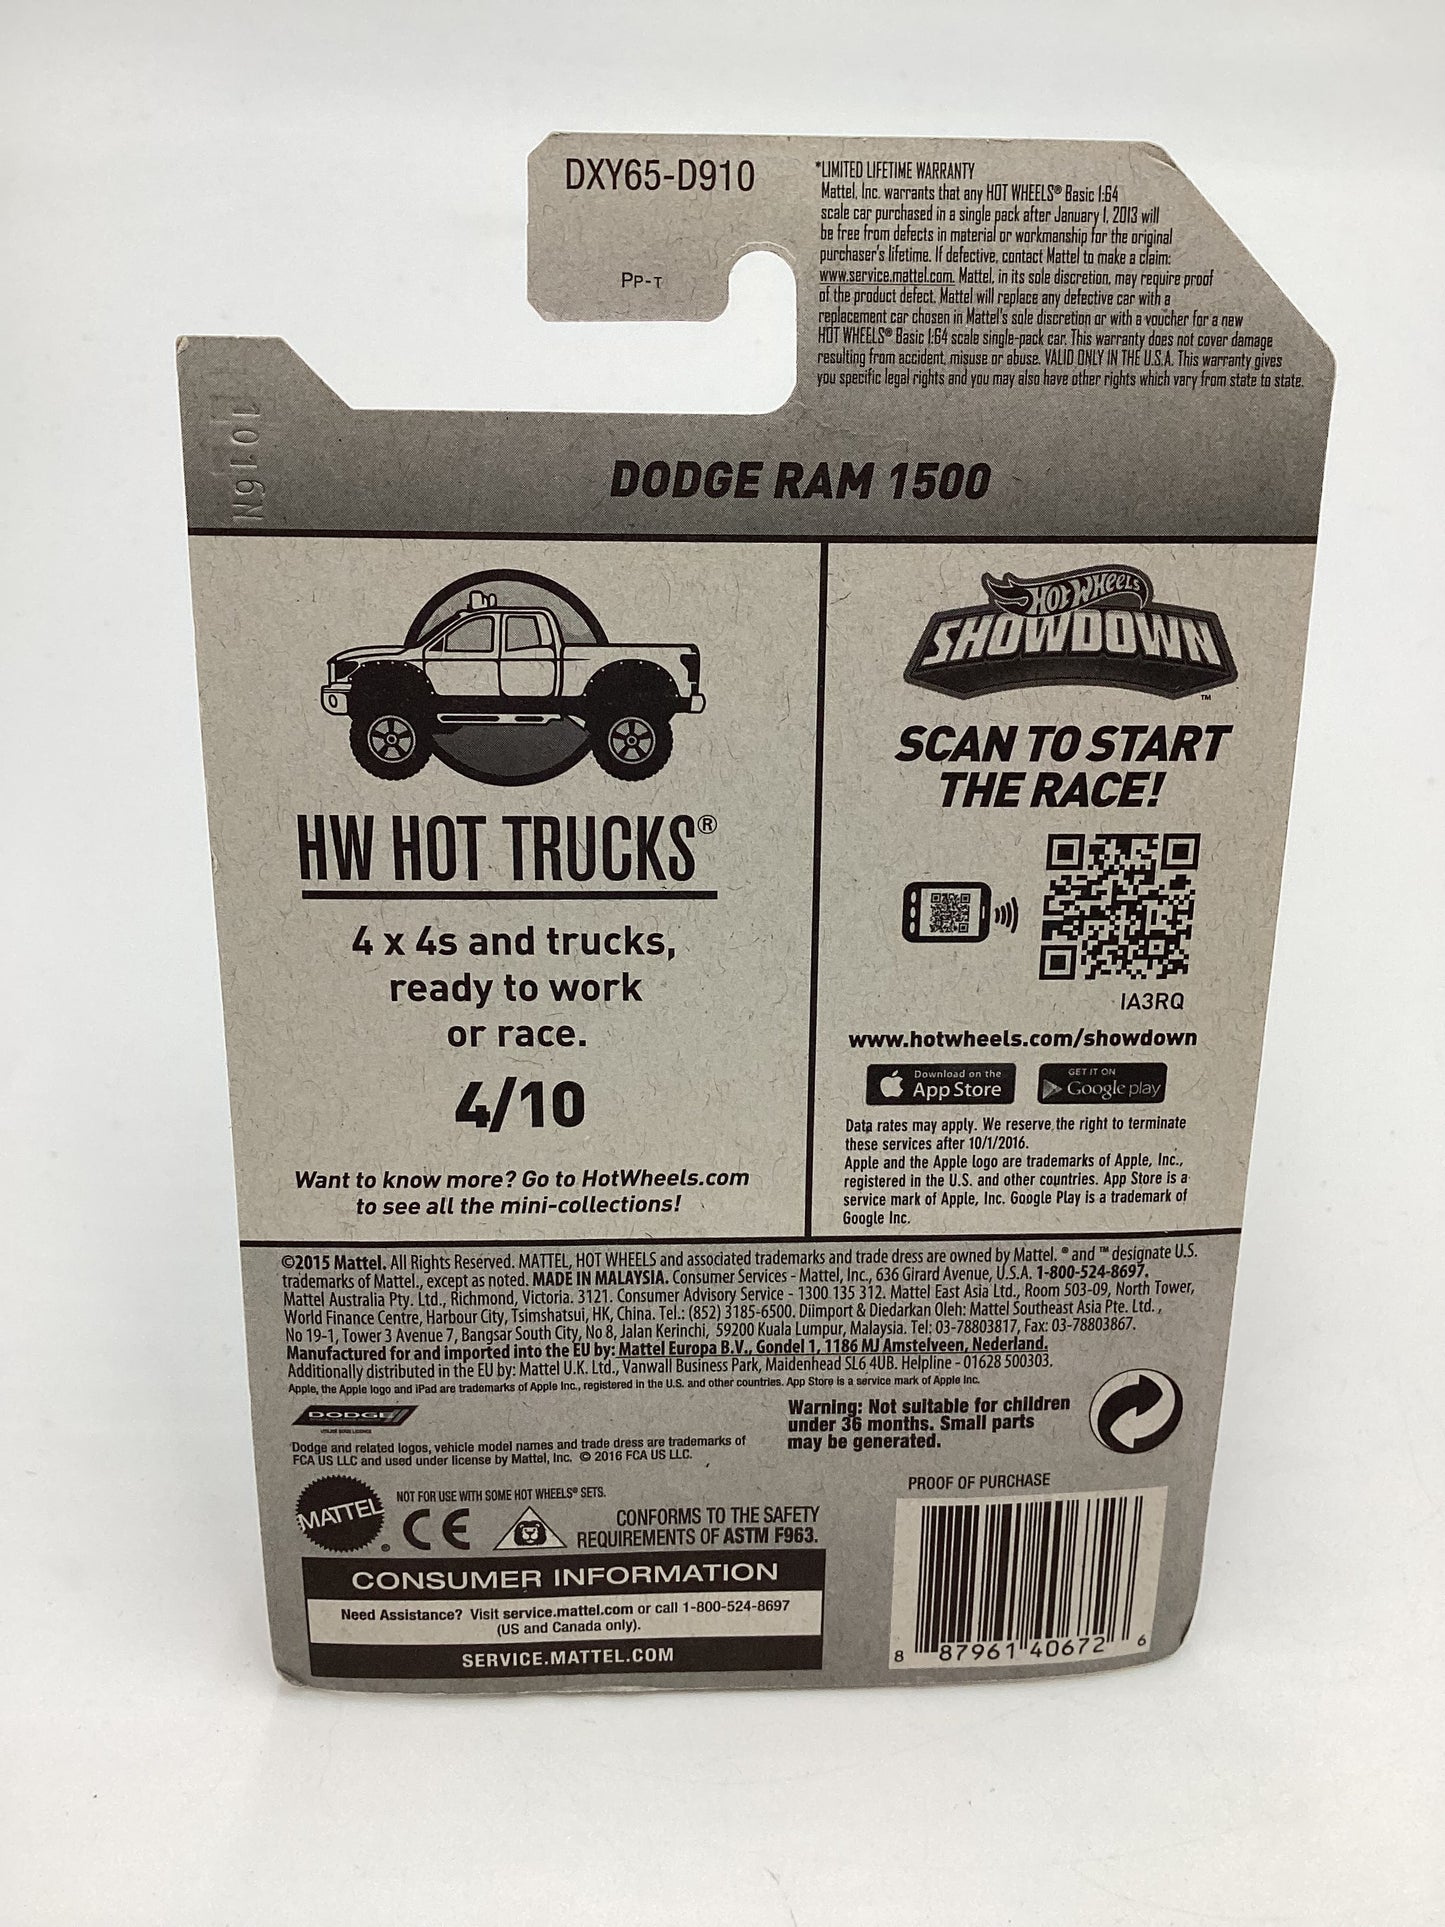 DXY65-D910
PP-T
*LIMITED LIFETIME WARRANTY
Mattel, Inc. warrants that any HOT WHEELS® Basic 1:64
scale car purchased in a single pack after January 1, 2013 will
be free from defects in material or workmanship for the original
purchaser's lifetime. If defective, contact Mattel to make a claim:
www.service.mattel.com. Mattel, in its sole discretion, may require proof
of the product defect. Mattel will replace any defective car with a
replacement car chosen in Mattel's sole discretion or with a voucher for a new
HOT WHEELS® Basic 1:64 scale single-pack car. This warranty does not cover damage
resulting from accident, misuse or abuse. VALID ONLY IN THE U.S.A. This warranty gives
you specific legal rights and you may also have other rights which vary from state to state.
1016N
DODGE RAM 1500
HW HOT TRUCKS®
4 x 4s and trucks,
ready to work
or race.
4/10
Want to know more? Go to HotWheels.com
to see all the mini-collections!
HOT WHEELS
SHOWDOWN™
SCAN TO START
THE RACE!
IA3RQ
www.hotwheels.com/showdown
Download on the
App Store
GET IT ON
Google play
Data rates may apply. We reserve the right to terminate
these services after 10/1/2016.
Apple and the Apple logo are trademarks of Apple, Inc.,
registered in the U.S. and other countries. App Store is a
service mark of Apple, Inc. Google Play is a trademark of
Google Inc.
©2015 Mattel. All Rights Reserved. MATTEL, HOT WHEELS and associated trademarks and trade dress are owned by Mattel. ® and ™ designate U.S.
trademarks of Mattel., except as noted. MADE IN MALAYSIA. Consumer Services - Mattel, Inc., 636 Girard Avenue, U.S.A. 1-800-524-8697.
Mattel Australia Pty. Ltd., Richmond, Victoria. 3121. Consumer Advisory Service - 1300 135 312. Mattel East Asia Ltd., Room 503-09, North Tower,
World Finance Centre, Harbour City, Tsimshatsui, HK, China. Tel.: (852) 3185-6500. Diimport & Diedarkan Oleh: Mattel Southeast Asia Pte. Ltd.,
No 19-1, Tower 3 Avenue 7, Bangsar South City, No 8, Jalan Kerinchi, 59200 Kuala Lumpur, Malaysia. Tel: 03-78803817, Fax: 03-78803867.
Manufactured for and imported into the EU by: Mattel Europa B.V., Gondel 1, 1186 MJ Amstelveen, Nederland.
Additionally distributed in the EU by: Mattel U.K. Ltd., Vanwall Business Park, Maidenhead SL6 4UB. Helpline - 01628 500303.
Apple, the Apple logo and iPad are trademarks of Apple Inc., registered in the U.S. and other countries. App Store is a service mark of Apple Inc.
DODGE
Dodge and related logos, vehicle model names and trade dress are trademarks of
FCA US LLC and used under license by Mattel, Inc. © 2016 FCA US LLC.
Warning: Not suitable for children
under 36 months. Small parts
may be generated.
MATTEL®
NOT FOR USE WITH SOME HOT WHEELS® SETS.
CE
CONFORMS TO THE SAFETY
REQUIREMENTS OF ASTM F963.
CONSUMER INFORMATION
Need Assistance? Visit service.mattel.com or call 1-800-524-8697
(US and Canada only).
SERVICE.MATTEL.COM
PROOF OF PURCHASE
8 87961 40672 6